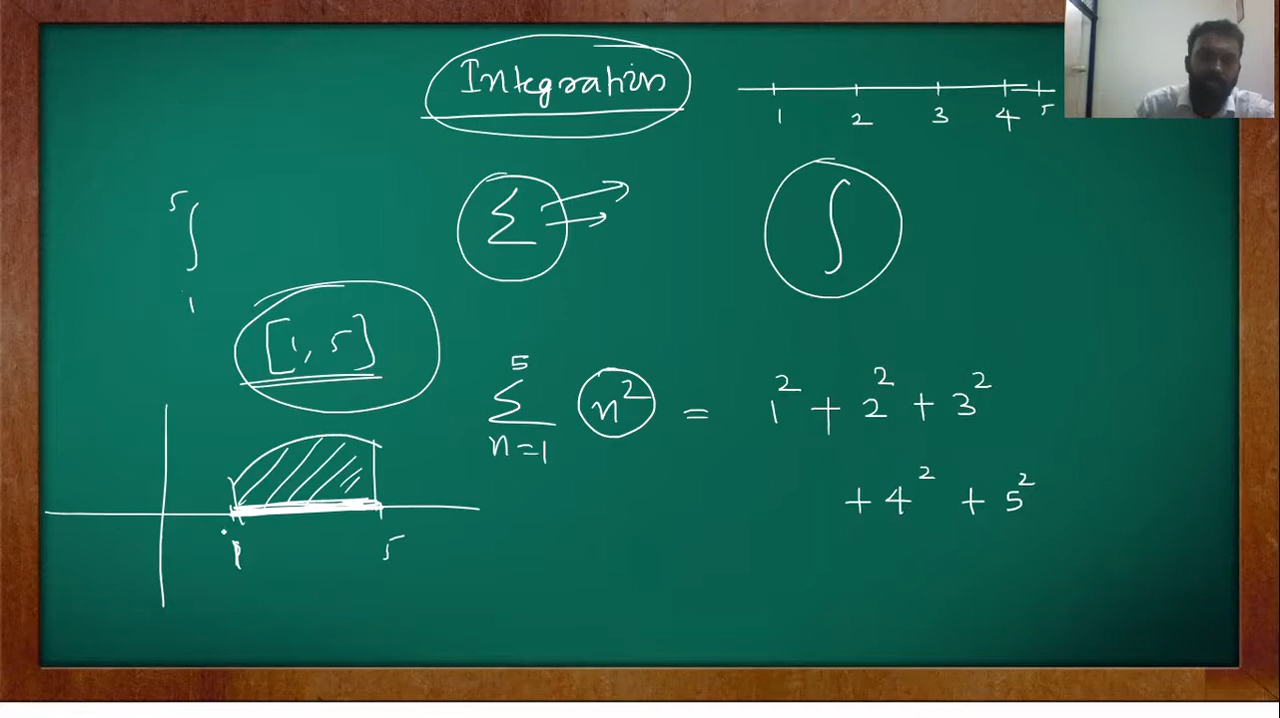 Integration
1 2 3 4 5
Σ ∫
5
∫
1
[1, 5]
5
Σ n² = 1² + 2² + 3²
n=1
+ 4² + 5²
1 5